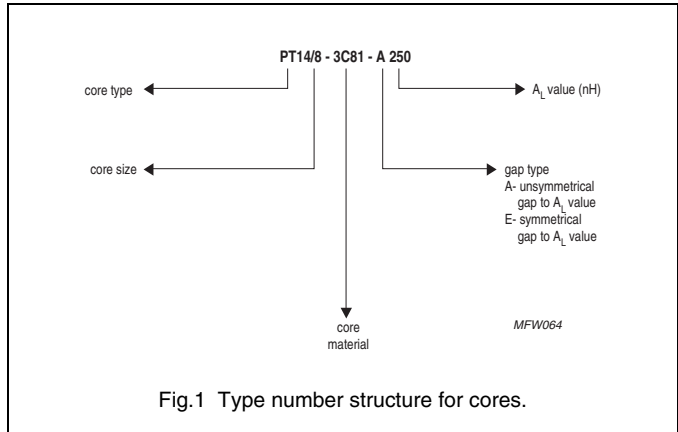 PT14/8 - 3C81 - A 250
core type
A_L value (nH)
core size
gap type
A- unsymmetrical
gap to A_L value
E- symmetrical
gap to A_L value
core
material
MFW064
Fig.1 Type number structure for cores.